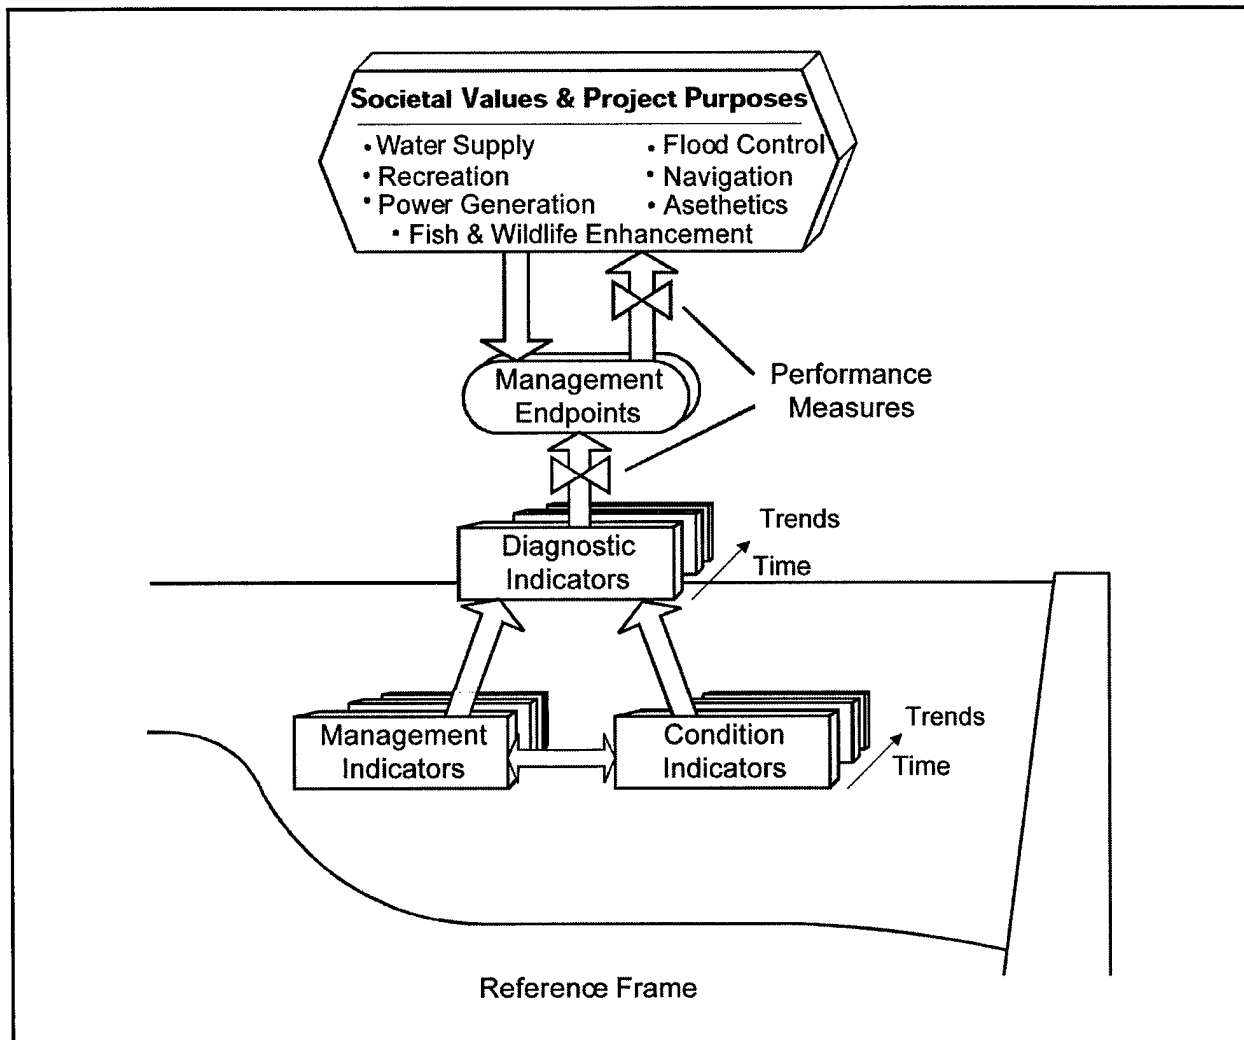 Societal Values & Project Purposes
• Water Supply
• Flood Control
• Recreation
• Navigation
• Power Generation
• Asethetics
• Fish & Wildlife Enhancement
Management
Endpoints
Performance
Measures
Diagnostic
Indicators
Trends
Time
Management
Indicators
Condition
Indicators
Trends
Time
Reference Frame